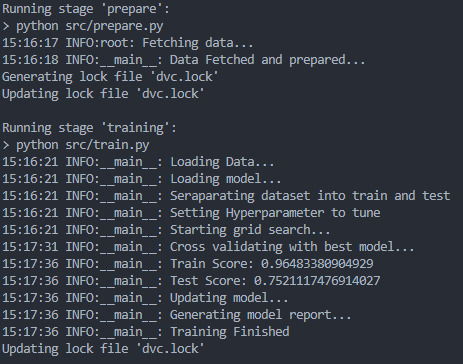 Running stage 'prepare':
> python src/prepare.py
15:16:17 INFO:root: Fetching data...
15:16:18 INFO:__main__: Data Fetched and prepared...
Generating lock file 'dvc.lock'
Updating lock file 'dvc.lock'
Running stage 'training':
> python src/train.py
15:16:21 INFO:__main__: Loading Data...
15:16:21 INFO:__main__: Loading model...
15:16:21 INFO:__main__: Seraparating dataset into train and test
15:16:21 INFO:__main__: Setting Hyperparameter to tune
15:16:21 INFO:__main__: Starting grid search...
15:17:31 INFO:__main__: Cross validating with best model...
15:17:36 INFO:__main__: Train Score: 0.96483380904929
15:17:36 INFO:__main__: Test Score: 0.7521117476914027
15:17:36 INFO:__main__: Updating model...
15:17:36 INFO:__main__: Generating model report...
15:17:36 INFO:__main__: Training Finished
Updating lock file 'dvc.lock'